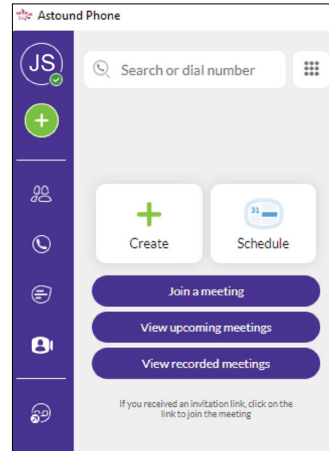 Astound Phone
JS
Search or dial number
31
Create
Schedule
Join a meeting
View upcoming meetings
View recorded meetings
If you received an invitation link, click on the
link to join the meeting